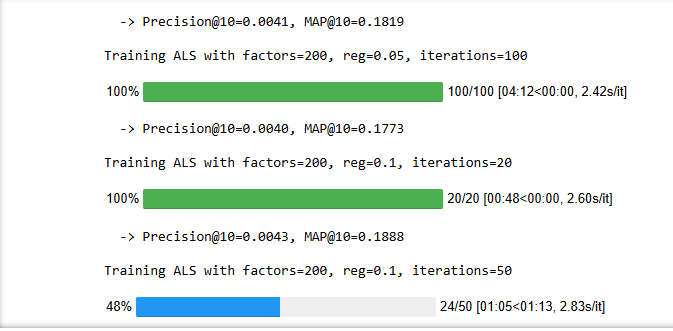 -> Precision@10=0.0041, MAP@10=0.1819
Training ALS with factors=200, reg=0.05, iterations=100
100% 100/100 [04:12<00:00, 2.42s/it]
-> Precision@10=0.0040, MAP@10=0.1773
Training ALS with factors=200, reg=0.1, iterations=20
100% 20/20 [00:48<00:00, 2.60s/it]
-> Precision@10=0.0043, MAP@10=0.1888
Training ALS with factors=200, reg=0.1, iterations=50
48% 24/50 [01:05<01:13, 2.83s/it]